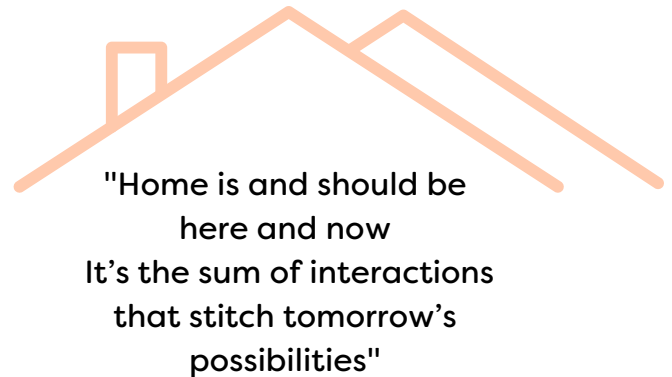 "Home is and should be
here and now
It’s the sum of interactions
that stitch tomorrow’s
possibilities"